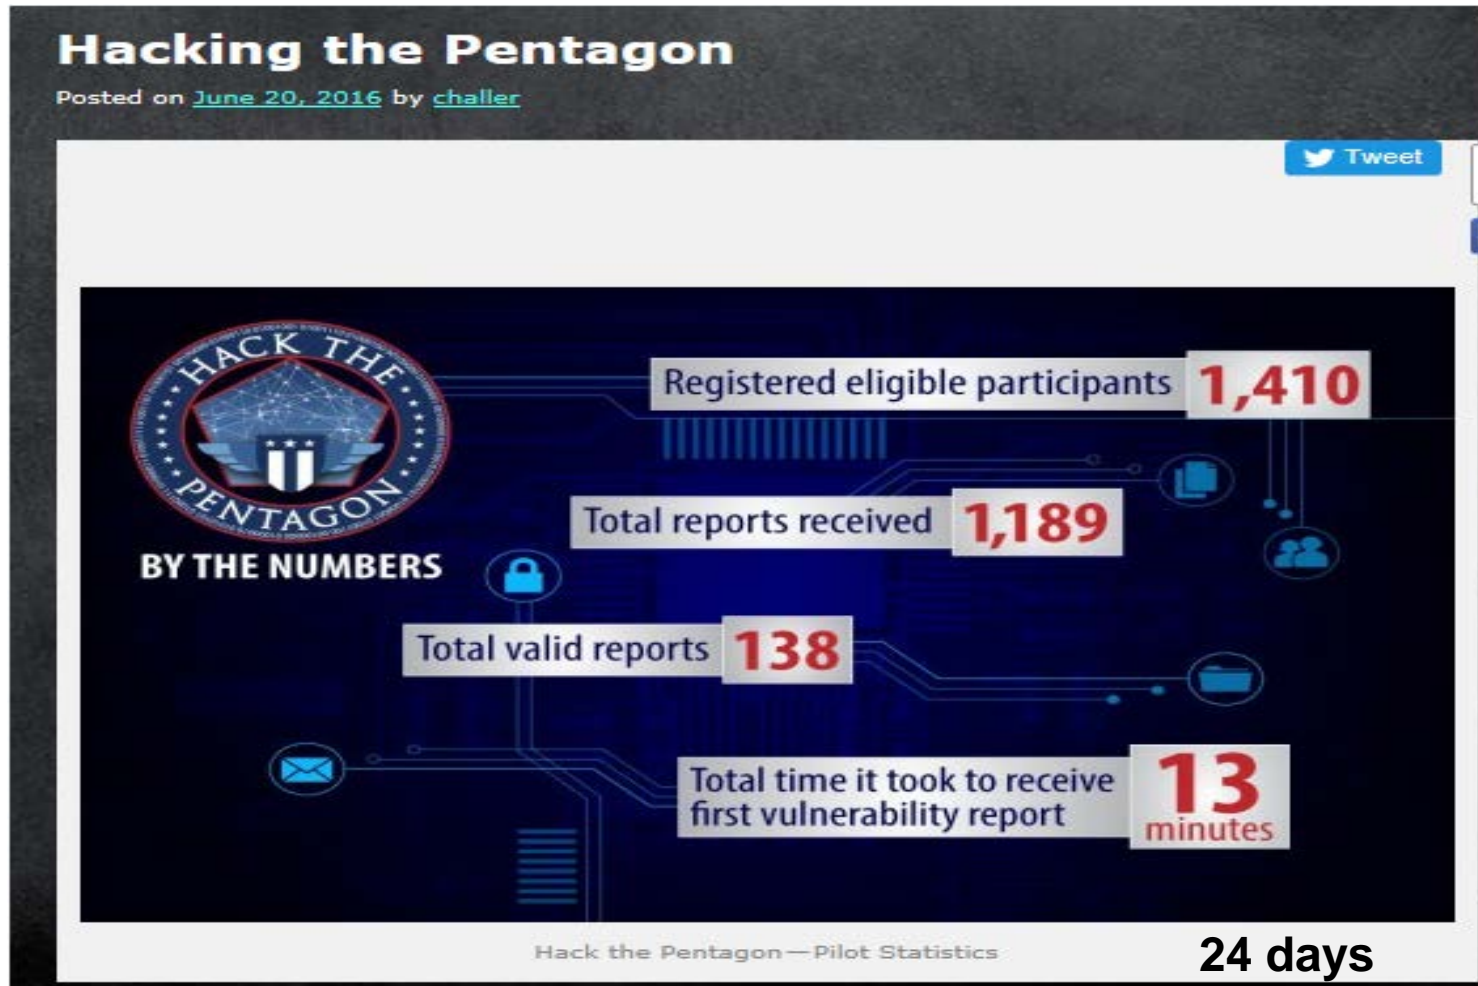 Hacking the Pentagon
Posted on June 20, 2016 by challer
Tweet
HACK THE
PENTAGON
BY THE NUMBERS
Registered eligible participants 1,410
Total reports received 1,189
Total valid reports 138
Total time it took to receive
first vulnerability report
13
minutes
Hack the Pentagon—Pilot Statistics
24 days